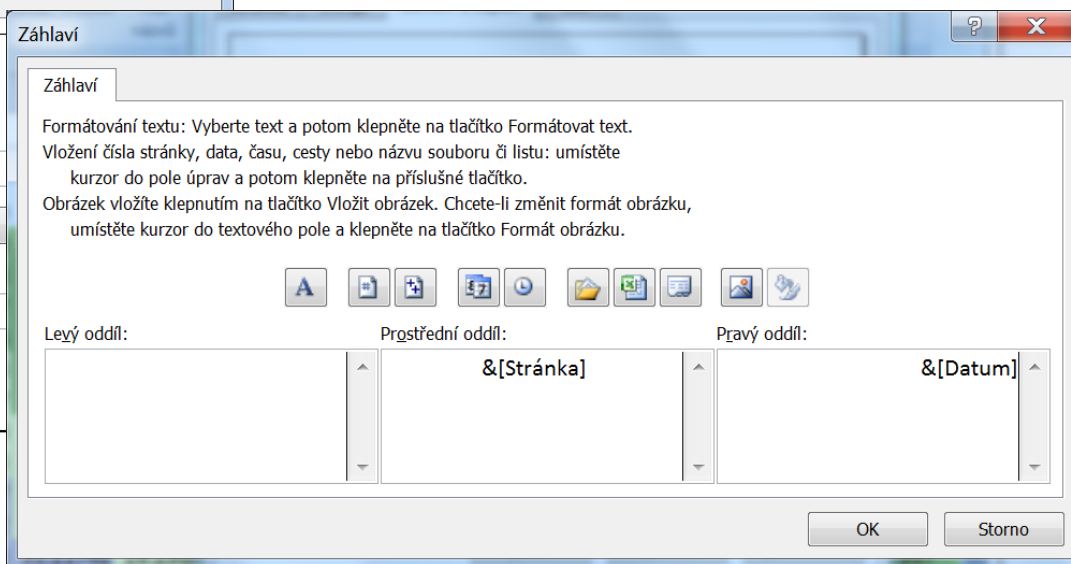 Záhlaví
Záhlaví
Formátování textu: Vyberte text a potom klepněte na tlačítko Formátovat text.
Vložení čísla stránky, data, času, cesty nebo názvu souboru či listu: umístěte
kurzor do pole úprav a potom klepněte na příslušné tlačítko.
Obrázek vložíte klepnutím na tlačítko Vložit obrázek. Chcete-li změnit formát obrázku,
umístěte kurzor do textového pole a klepněte na tlačítko Formát obrázku.
Levý oddíl:
Prostřední oddíl:
Pravý oddíl:
&[Stránka]
&[Datum]
OK
Storno